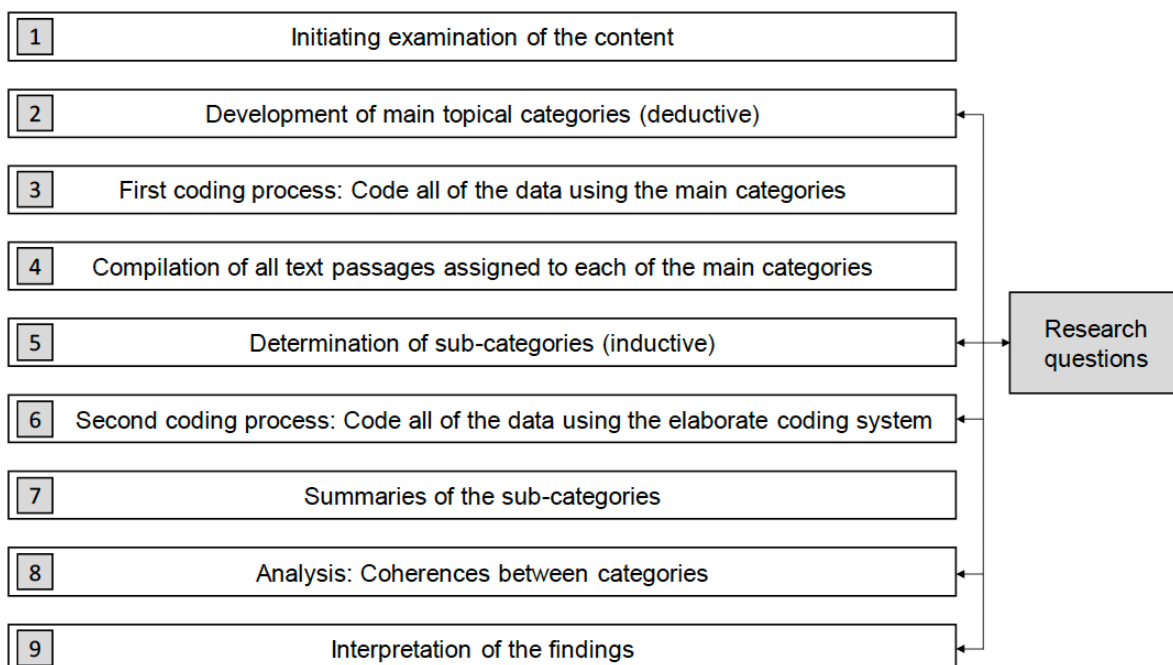 1 Initiating examination of the content
2 Development of main topical categories (deductive)
3 First coding process: Code all of the data using the main categories
4 Compilation of all text passages assigned to each of the main categories
5 Determination of sub-categories (inductive)
6 Second coding process: Code all of the data using the elaborate coding system
7 Summaries of the sub-categories
8 Analysis: Coherences between categories
9 Interpretation of the findings
Research
questions